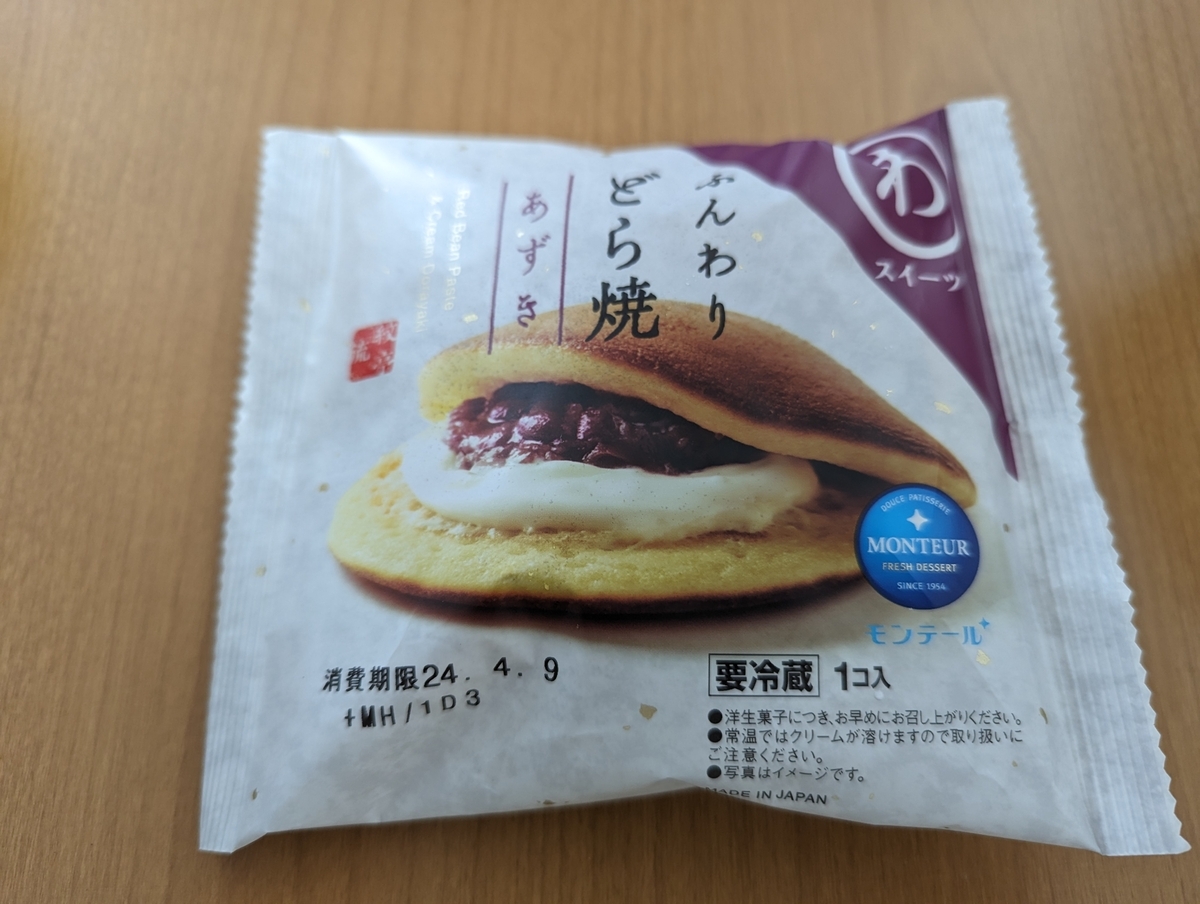 わ
スイーツ
ふんわり
どら焼
あずき
Red Bean Paste
& Cream Dorayaki
DOUCE PATISSERIE
MONTEUR
FRESH DESSERT
SINCE 1954
モンテール
消費期限24. 4. 9
+MH/1D3
要冷蔵 1コ入
●洋生菓子につき、お早めにお召し上がりください。
●常温ではクリームが溶けますので取り扱いに
ご注意ください。
●写真はイメージです。
MADE IN JAPAN